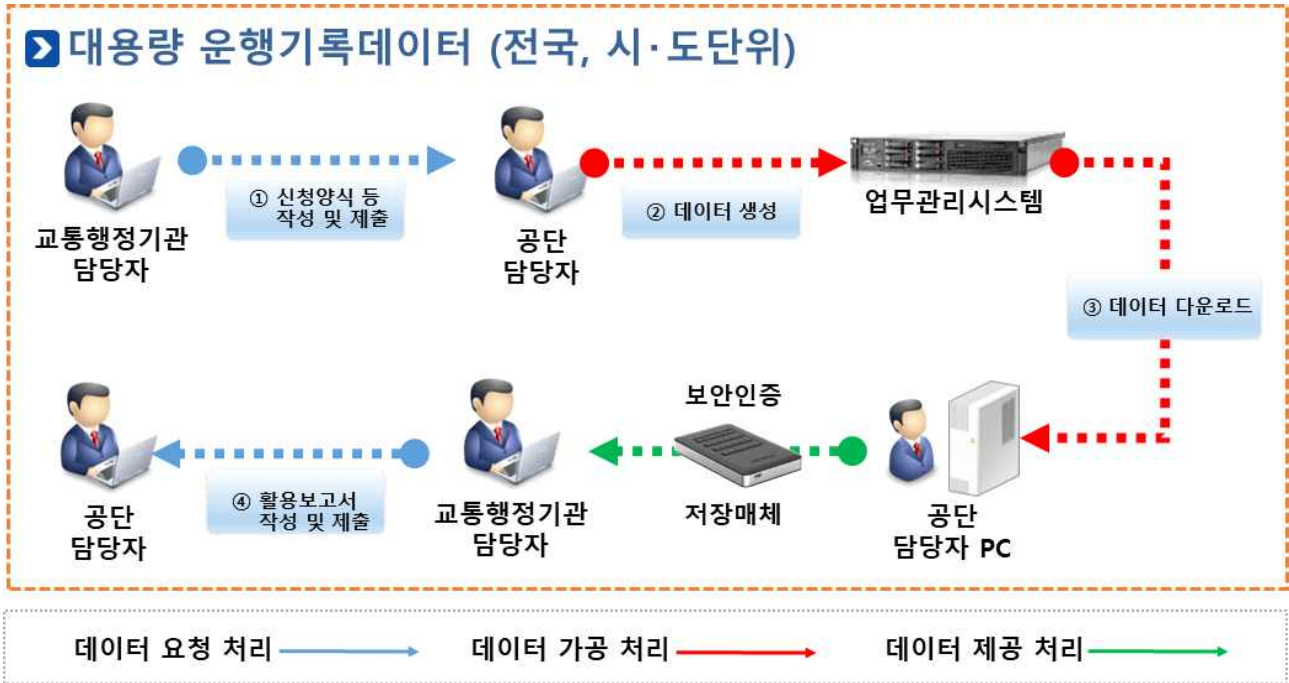 대용량 운행기록데이터 (전국, 시·도단위)
① 신청양식 등
작성 및 제출
교통행정기관
담당자
공단
담당자
② 데이터 생성
업무관리시스템
③ 데이터 다운로드
보안인증
저장매체
공단
담당자 PC
교통행정기관
담당자
④ 활용보고서
작성 및 제출
공단
담당자
데이터 요청 처리
데이터 가공 처리
데이터 제공 처리